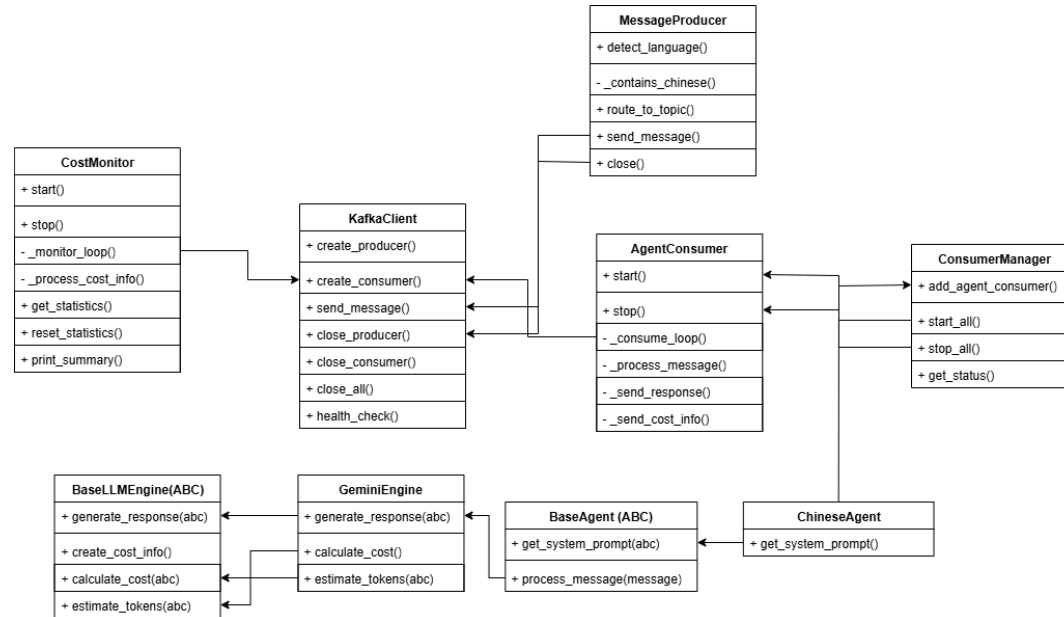 MessageProducer
+ detect_language()
- _contains_chinese()
+ route_to_topic()
+ send_message()
+ close()
CostMonitor
+ start()
+ stop()
- _monitor_loop()
- _process_cost_info()
+ get_statistics()
+ reset_statistics()
+ print_summary()
KafkaClient
+ create_producer()
+ create_consumer()
+ send_message()
+ close_producer()
+ close_consumer()
+ close_all()
+ health_check()
AgentConsumer
+ start()
+ stop()
- _consume_loop()
- _process_message()
- _send_response()
- _send_cost_info()
ConsumerManager
+ add_agent_consumer()
+ start_all()
+ stop_all()
+ get_status()
BaseLLMEngine(ABC)
+ generate_response(abc)
+ create_cost_info()
+ calculate_cost(abc)
+ estimate_tokens(abc)
GeminiEngine
+ generate_response(abc)
+ calculate_cost()
+ estimate_tokens(abc)
BaseAgent (ABC)
+ get_system_prompt(abc)
+ process_message(message)
ChineseAgent
+ get_system_prompt()